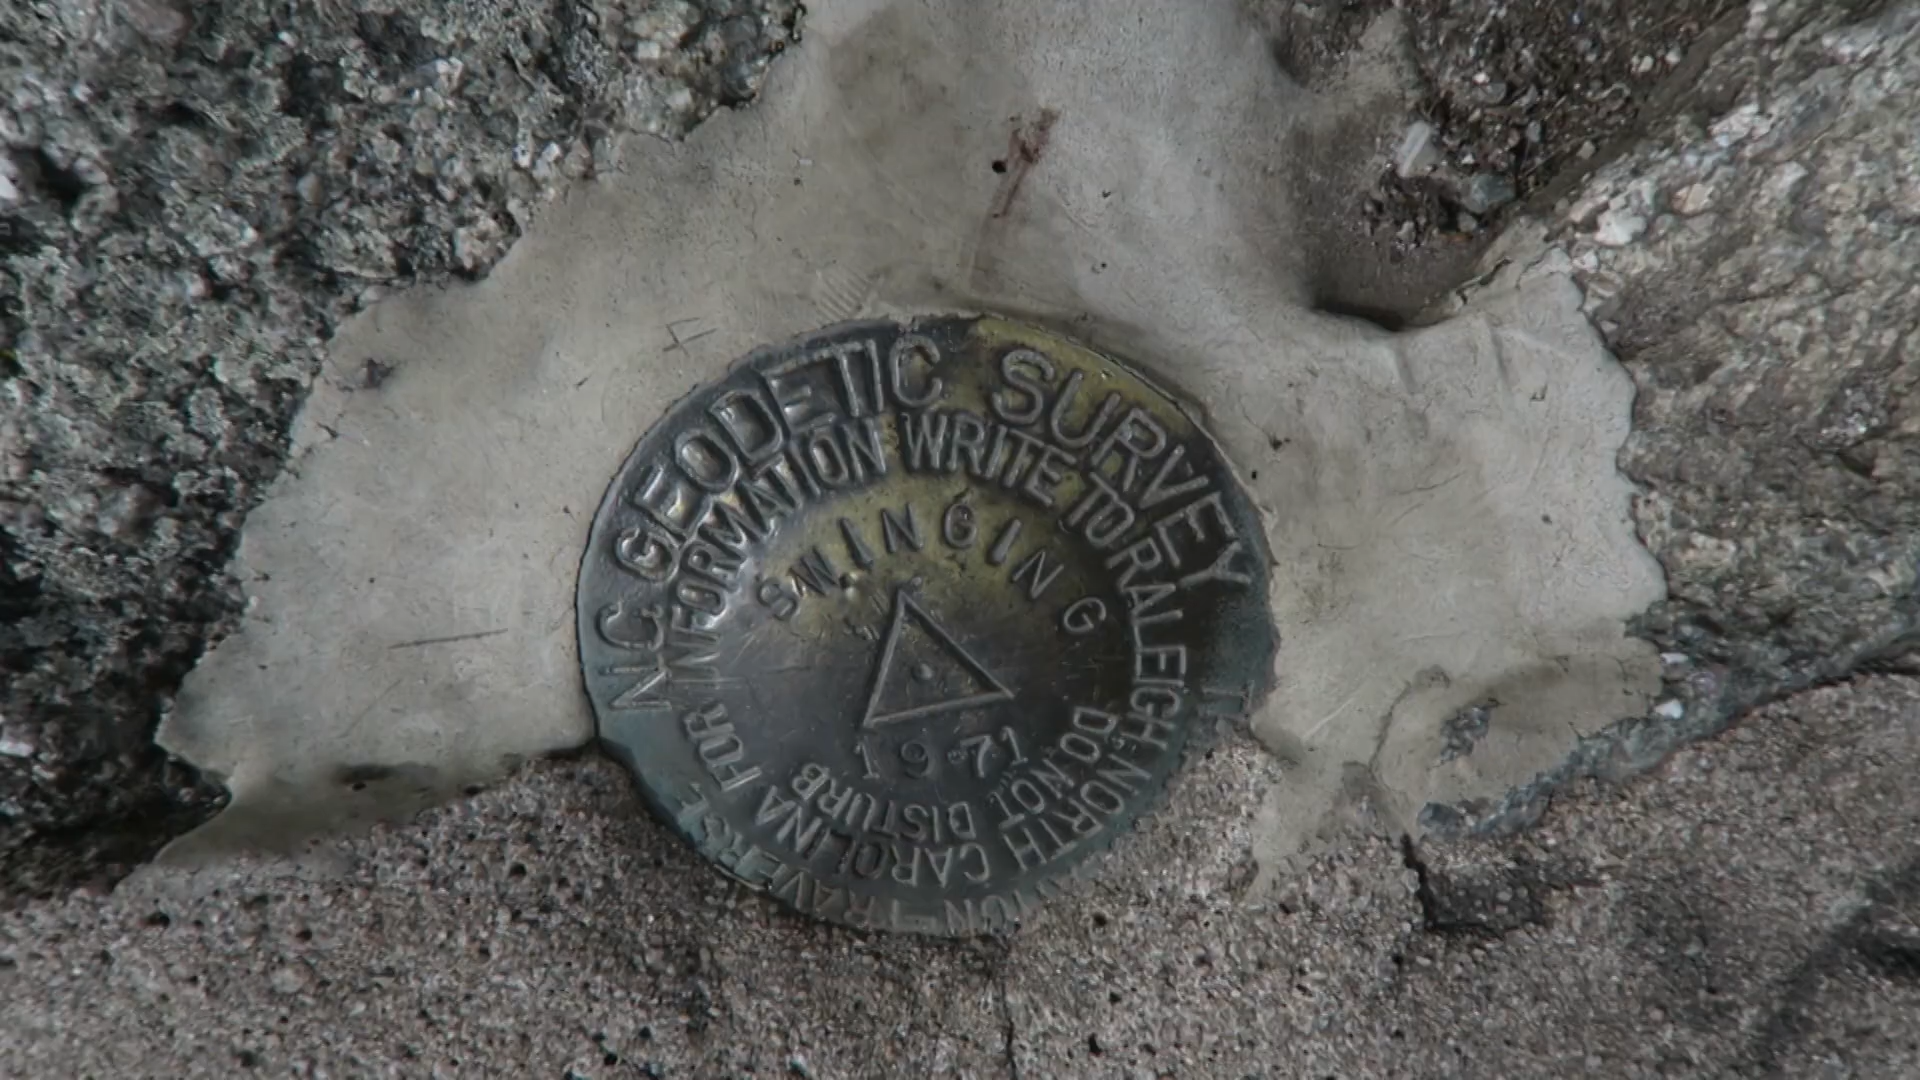 N.C. GEODETIC SURVEY
FOR INFORMATION WRITE TO RALEIGH, NORTH CAROLINA
SWINGING
1971
DO NOT DISTURB
TRAVERSE